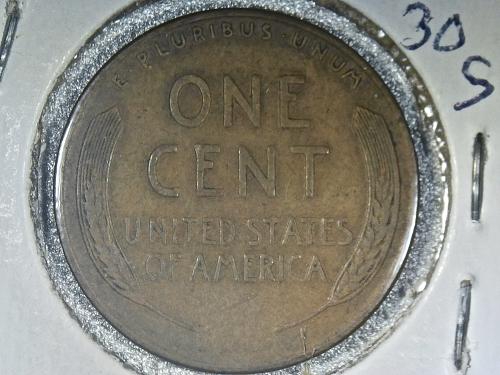 30
S
E·PLURIBUS·UNUM
ONE
CENT
UNITED STATES
OF AMERICA